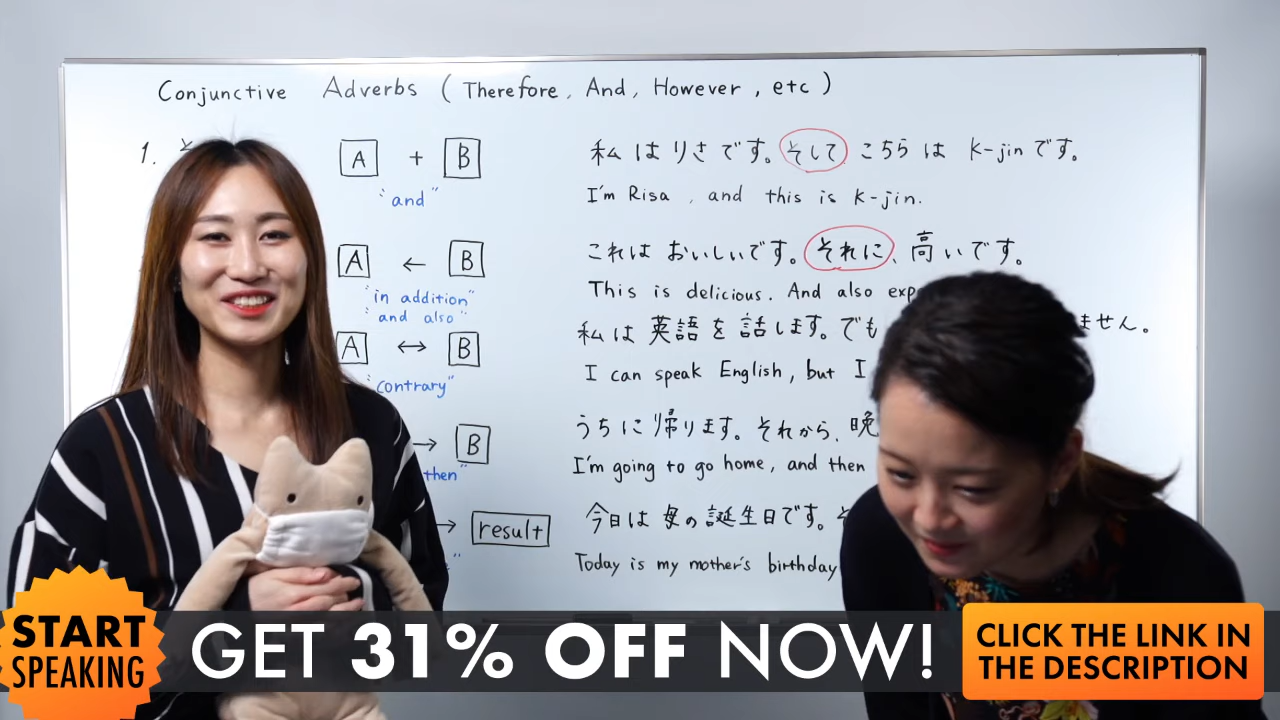 Conjunctive Adverbs ( Therefore, And, However, etc )
1. そ
A + B
"and"
私は りさです。そして こちらは K-jinです。
I'm Risa, and this is K-jin.
A ← B
"in addition"
"and also"
これは おいしいです。それに、高いです。
This is delicious. And also
A ↔ B
"contrary"
私は 英語を話します。でも ません。
I can speak English, but I
→ B
then"
うちに帰ります。それから、晩
I'm going to go home, and then
→ result
今日は 母の誕生日です。そ
Today is my mother's birthday
START
SPEAKING
GET 31% OFF NOW!
CLICK THE LINK IN
THE DESCRIPTION